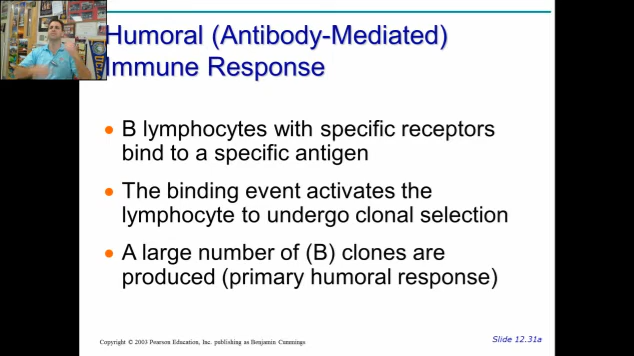 Humoral (Antibody-Mediated)
Immune Response
B lymphocytes with specific receptors
bind to a specific antigen
The binding event activates the
lymphocyte to undergo clonal selection
A large number of (B) clones are
produced (primary humoral response)
Copyright © 2003 Pearson Education, Inc. publishing as Benjamin Cummings
Slide 12.31a